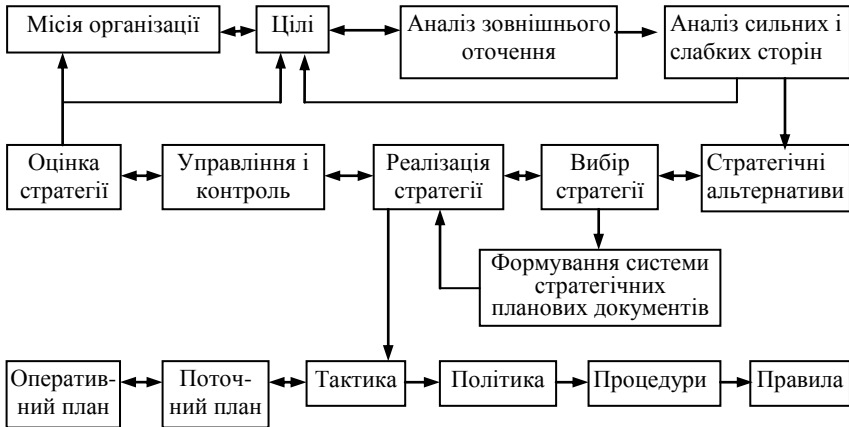 Місія організації
Цілі
Аналіз зовнішнього
оточення
Аналіз сильних і
слабких сторін
Оцінка
стратегії
Управління і
контроль
Реалізація
стратегії
Вибір
стратегії
Стратегічні
альтернативи
Формування системи
стратегічних
планових документів
Оператив-
ний план
Поточ-
ний план
Тактика
Політика
Процедури
Правила